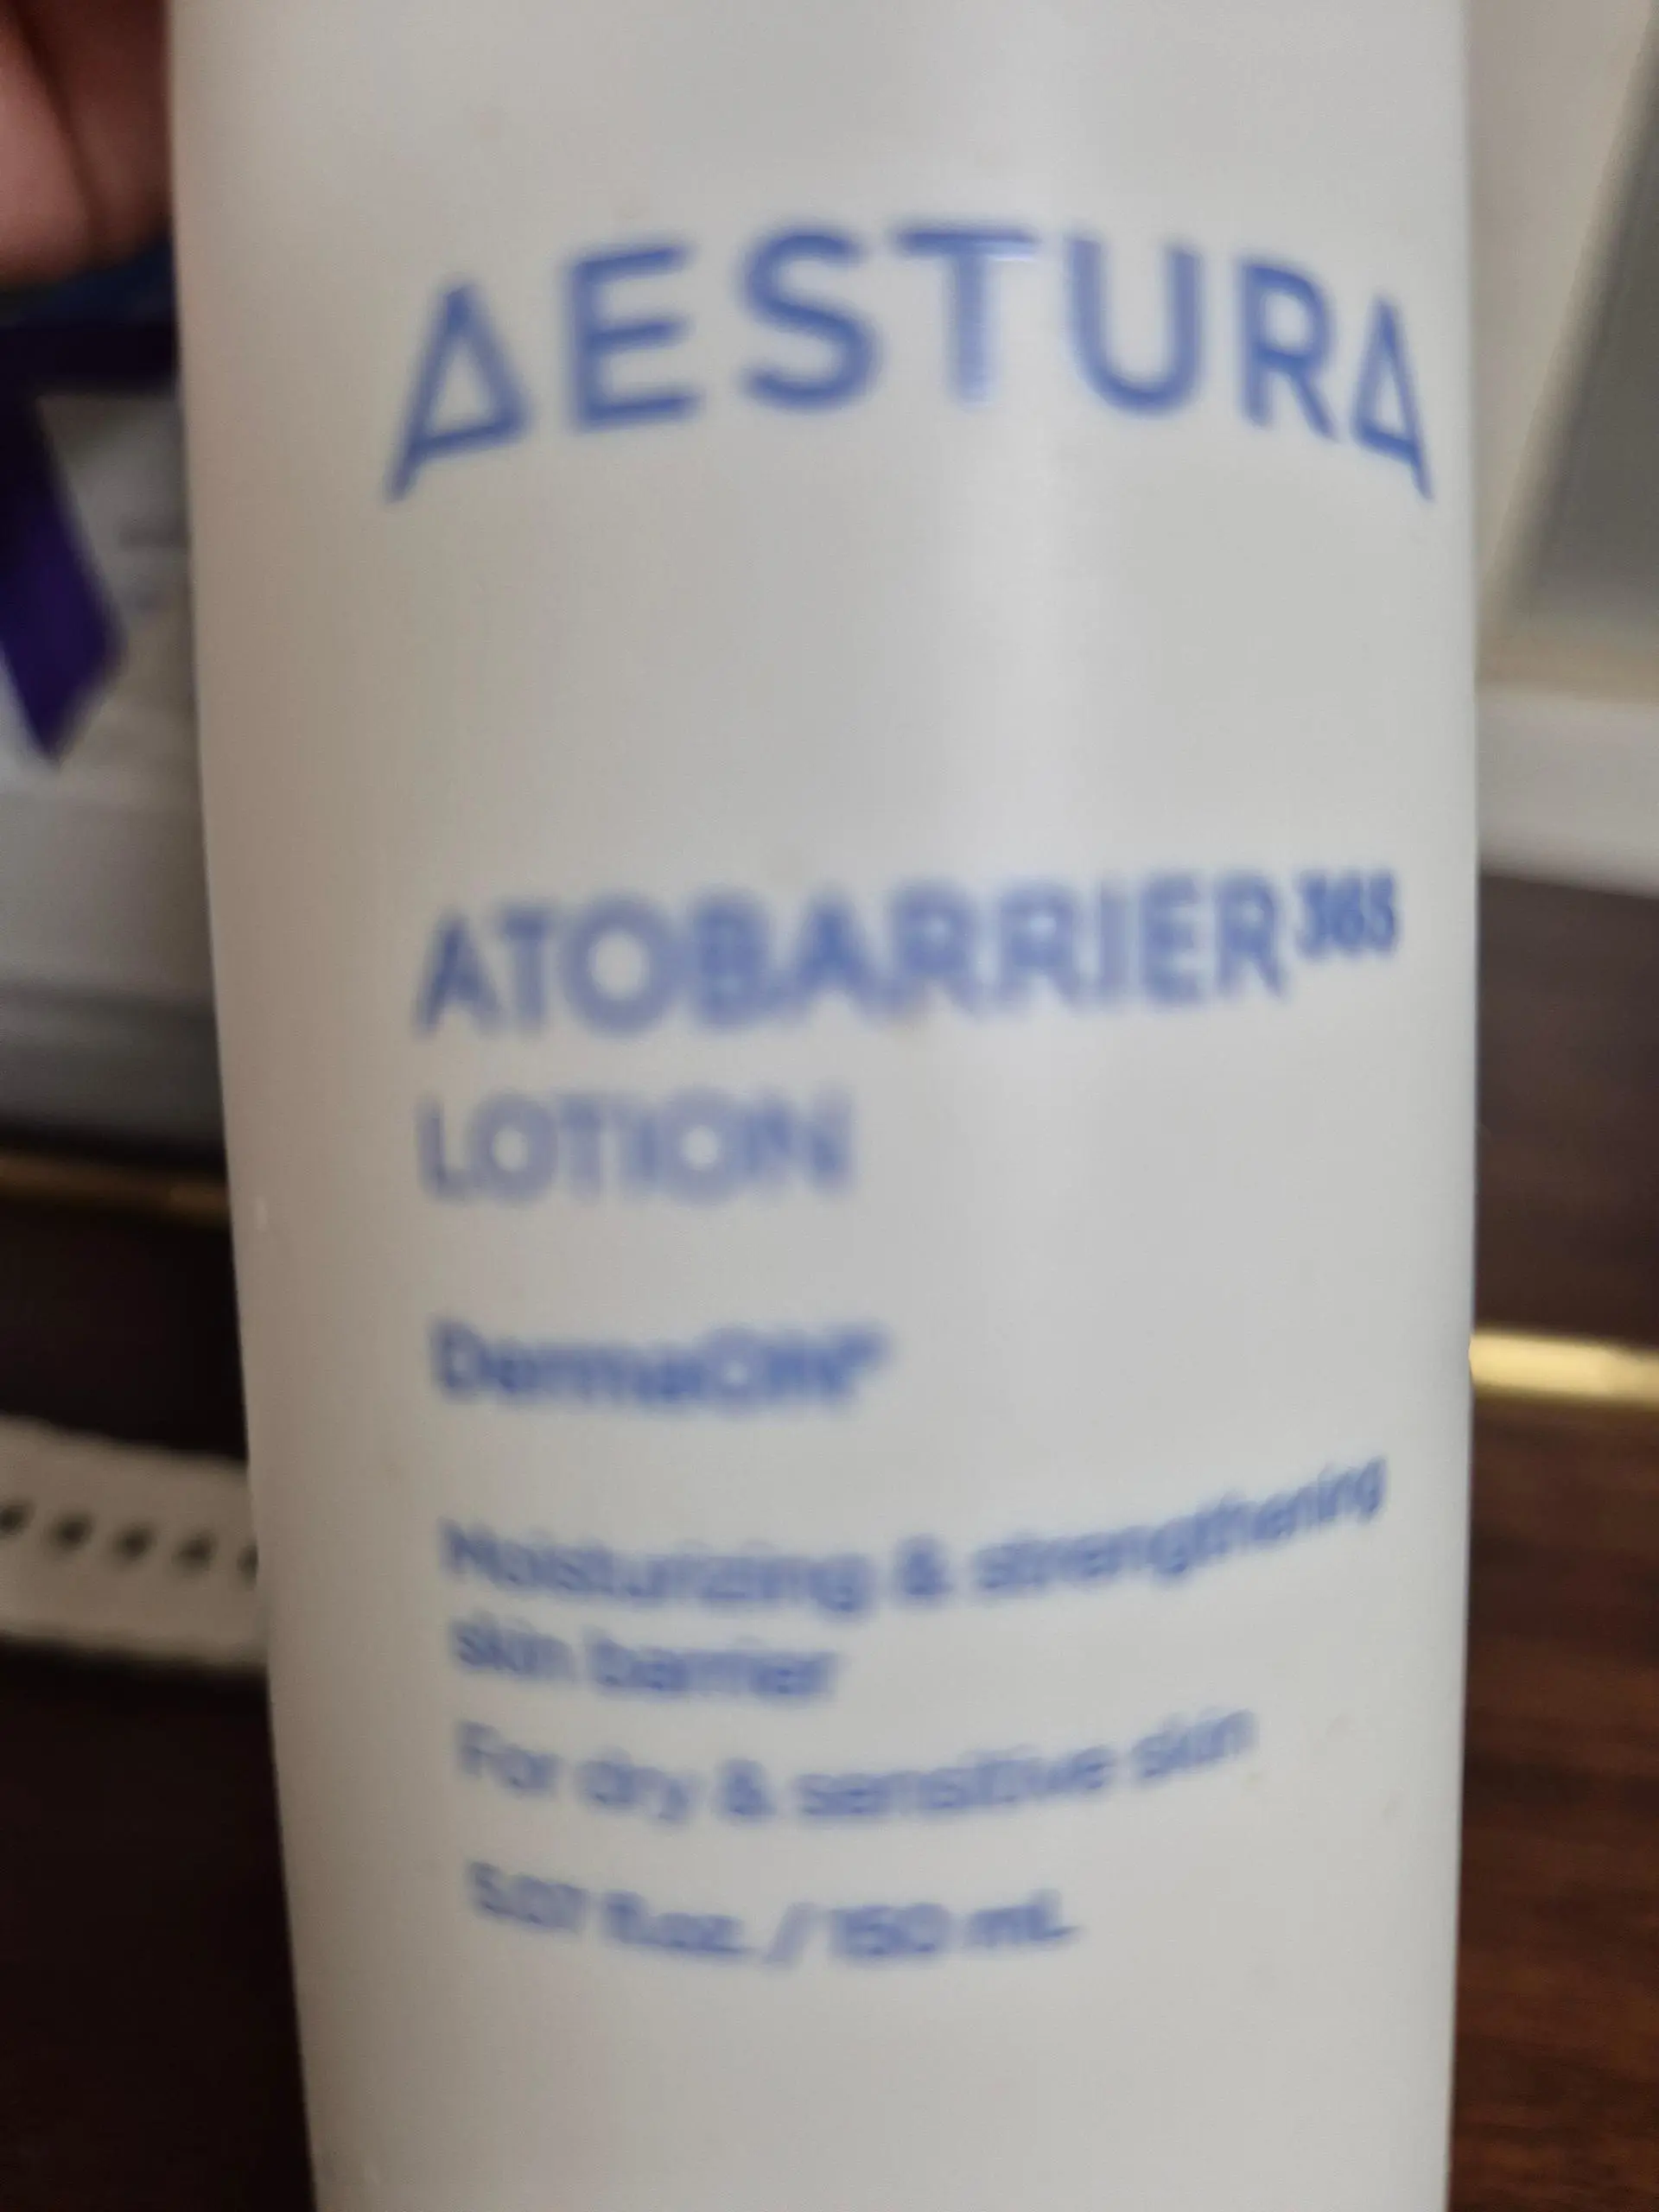 AESTURA
ATOBARRIER365
LOTION
DermaON®
Moisturizing & strengthening
skin barrier
For dry & sensitive skin
5.07 fl.oz. / 150 mL